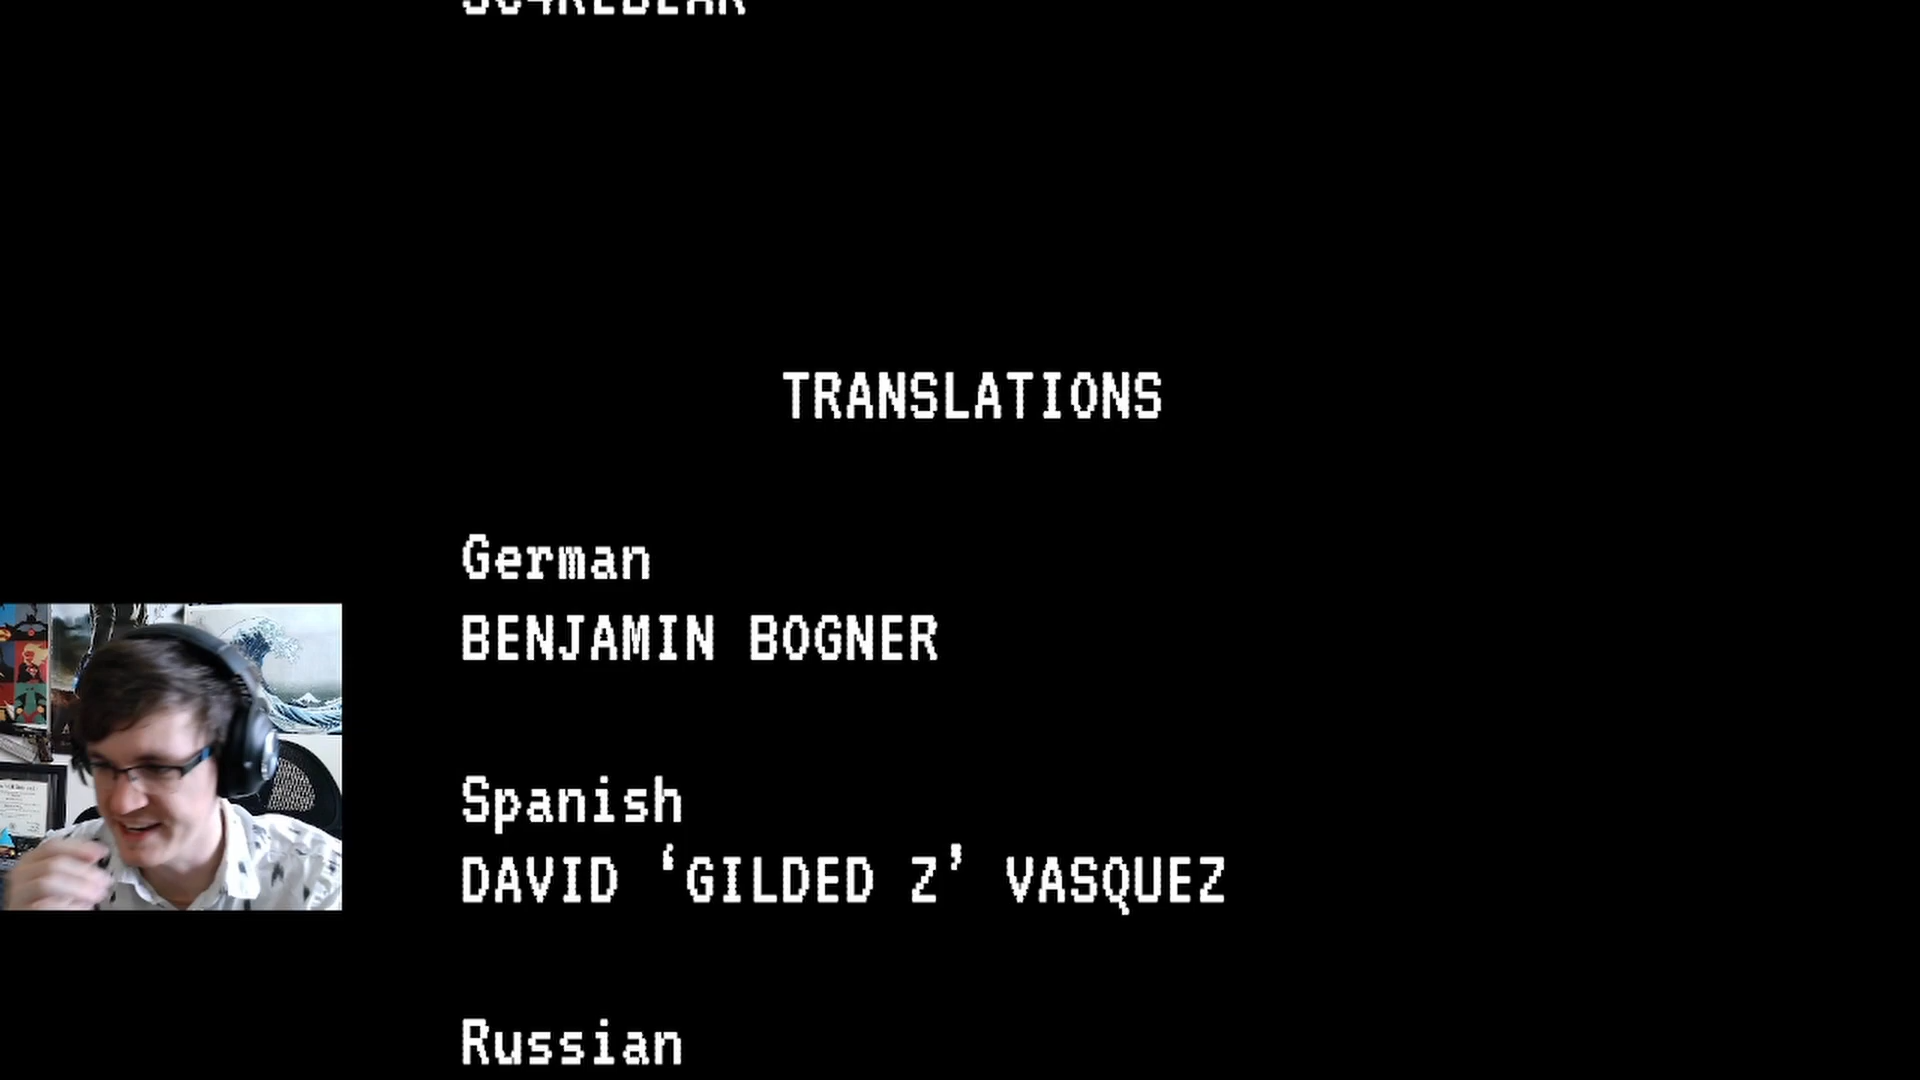 TRANSLATIONS
German
BENJAMIN BOGNER
Spanish
DAVID ‘GILDED Z’ VASQUEZ
Russian